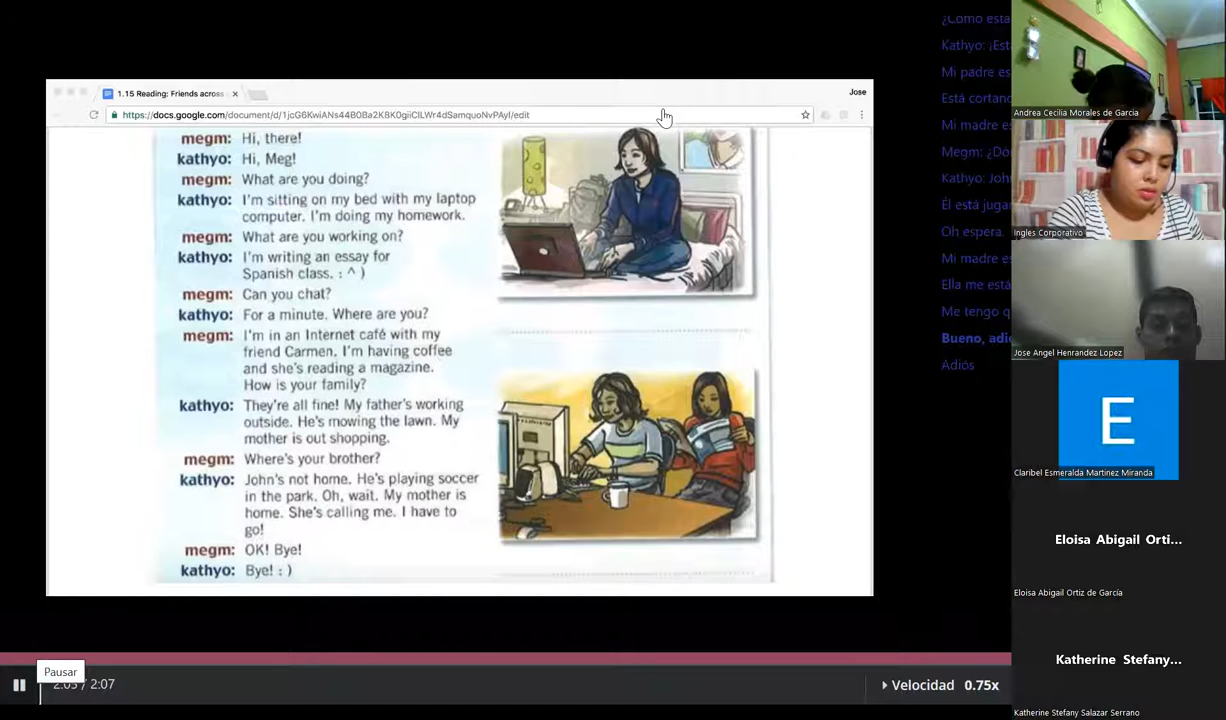 1.15 Reading: Friends across
Jose
https://docs.google.com/document/d/1jcG6KwiANs44B0Ba2KBK0giiCILWr4dSamquoNvPAyI/edit
megm: Hi, there!
kathyo: Hi, Meg!
megm: What are you doing?
kathyo: I'm sitting on my bed with my laptop
computer. I'm doing my homework.
megm: What are you working on?
kathyo: I'm writing an essay for
Spanish class. : ^ )
megm: Can you chat?
kathyo: For a minute. Where are you?
megm: I'm in an Internet café with my
friend Carmen. I'm having coffee
and she's reading a magazine.
How is your family?
kathyo: They're all fine! My father's working
outside. He's mowing the lawn. My
mother is out shopping.
megm: Where's your brother?
kathyo: John's not home. He's playing soccer
in the park. Oh, wait. My mother is
home. She's calling me. I have to
go!
megm: OK! Bye!
kathyo: Bye! : )
¿Cómo esta
Kathyo: ¡Est
Mi padre es
Está cortand
Mi madre es
Megm: ¿Dó
Kathyo: John
Él está jugar
Oh espera.
Mi madre es
Ella me está
Me tengo q
Bueno, adió
Adiós
Pausar
2:03 / 2:07
Velocidad 0.75x
Andrea Cecilia Morales de García
Ingles Corporativo
Jose Angel Henrandez Lopez
E
Claribel Esmeralda Martinez Miranda
Eloisa Abigail Orti...
Eloisa Abigail Ortiz de García
Katherine Stefany...
Katherine Stefany Salazar Serrano